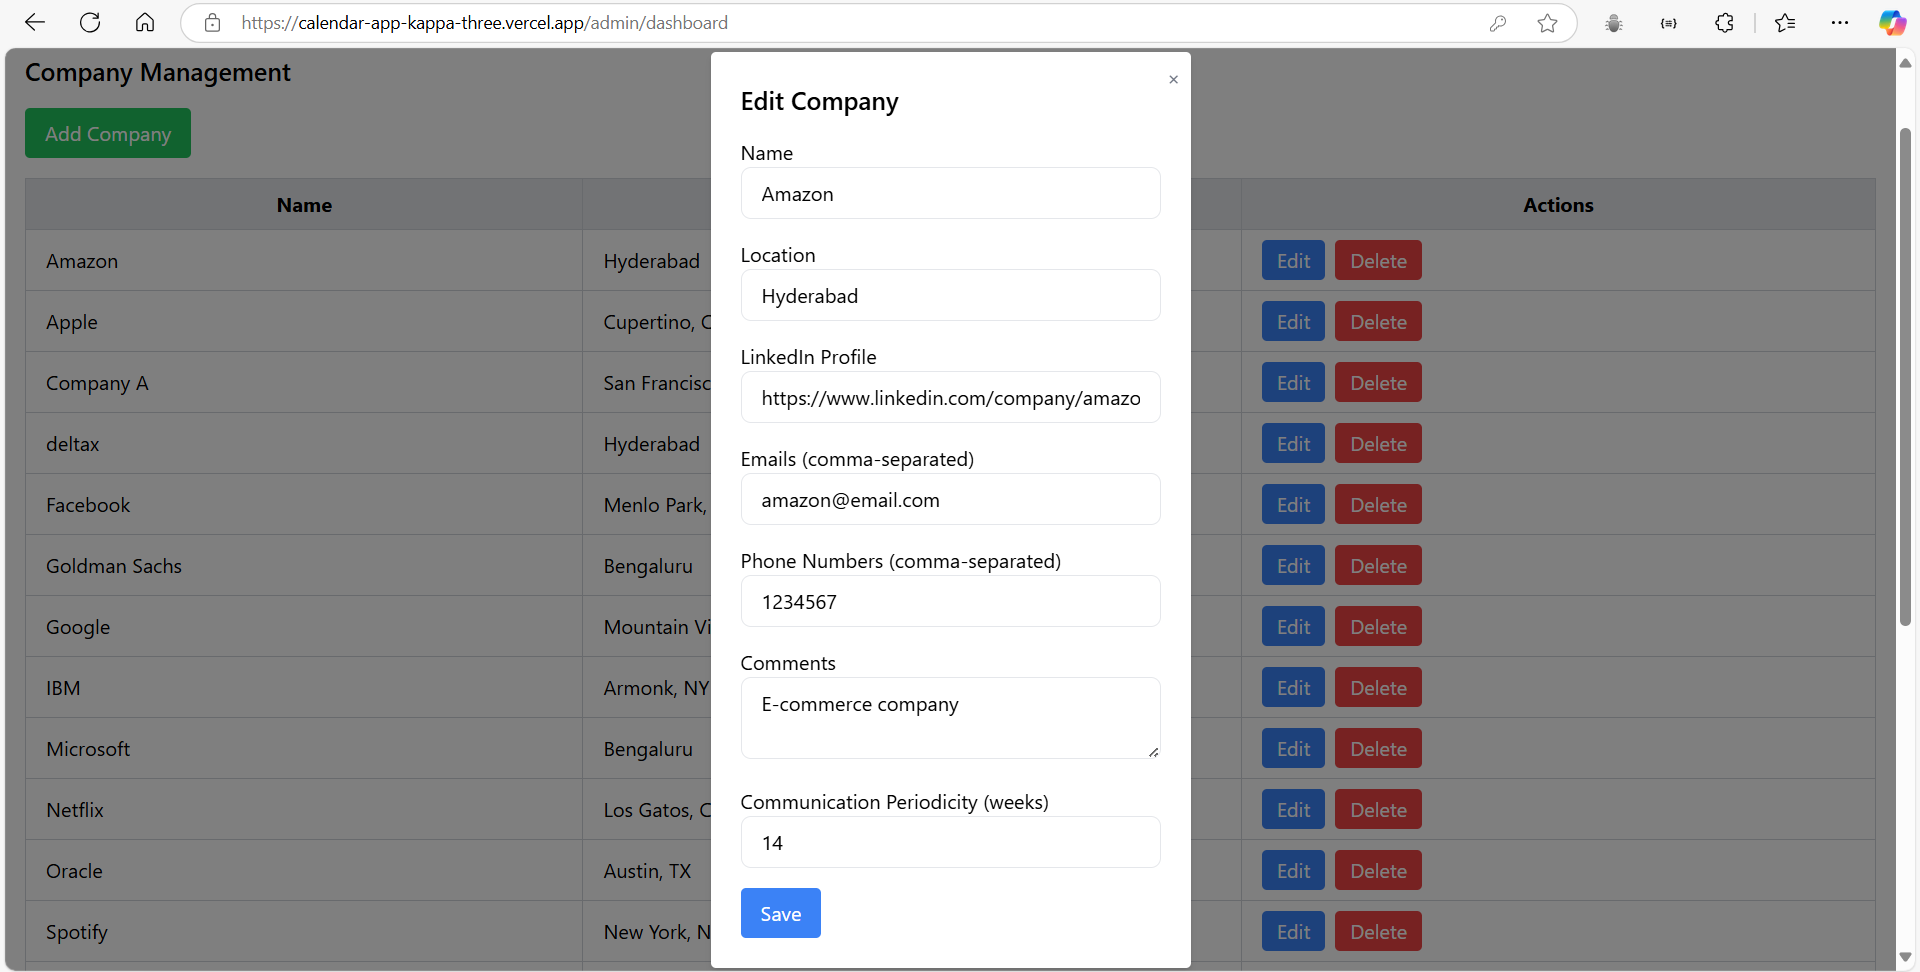 https://calendar-app-kappa-three.vercel.app/admin/dashboard
Company Management
Add Company
Name
Actions
Amazon
Hyderabad
Edit Delete
Apple
Cupertino, C
Edit Delete
Company A
San Francisc
Edit Delete
deltax
Hyderabad
Edit Delete
Facebook
Menlo Park,
Edit Delete
Goldman Sachs
Bengaluru
Edit Delete
Google
Mountain Vi
Edit Delete
IBM
Armonk, NY
Edit Delete
Microsoft
Bengaluru
Edit Delete
Netflix
Los Gatos, C
Edit Delete
Oracle
Austin, TX
Edit Delete
Spotify
New York, N
Edit Delete
×
Edit Company
Name
Amazon
Location
Hyderabad
LinkedIn Profile
https://www.linkedin.com/company/amazo
Emails (comma-separated)
amazon@email.com
Phone Numbers (comma-separated)
1234567
Comments
E-commerce company
Communication Periodicity (weeks)
14
Save